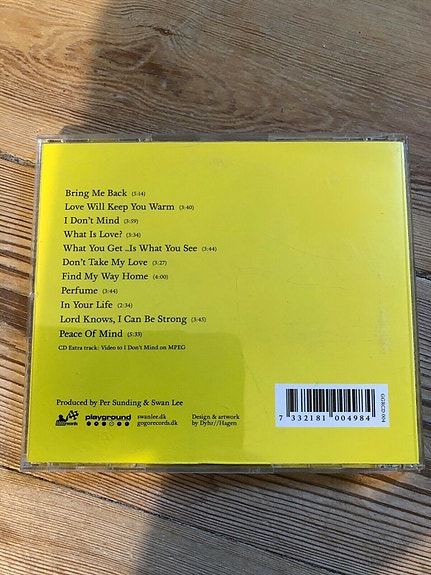 Bring Me Back (5:14)
Love Will Keep You Warm (3:40)
I Don't Mind (3:59)
What Is Love? (3:34)
What You Get ..Is What You See (3:44)
Don't Take My Love (3:27)
Find My Way Home (4:00)
Perfume (3:44)
In Your Life (2:34)
Lord Knows, I Can Be Strong (3:45)
Peace Of Mind (5:33)
CD Extra track: Video to I Don't Mind on MPEG
Produced by Per Sunding & Swan Lee
playground
swanlee.dk
gogorecords.dk
Design & artwork
by Dyhr//Hagen
7 332181 004984
GGRCD 004